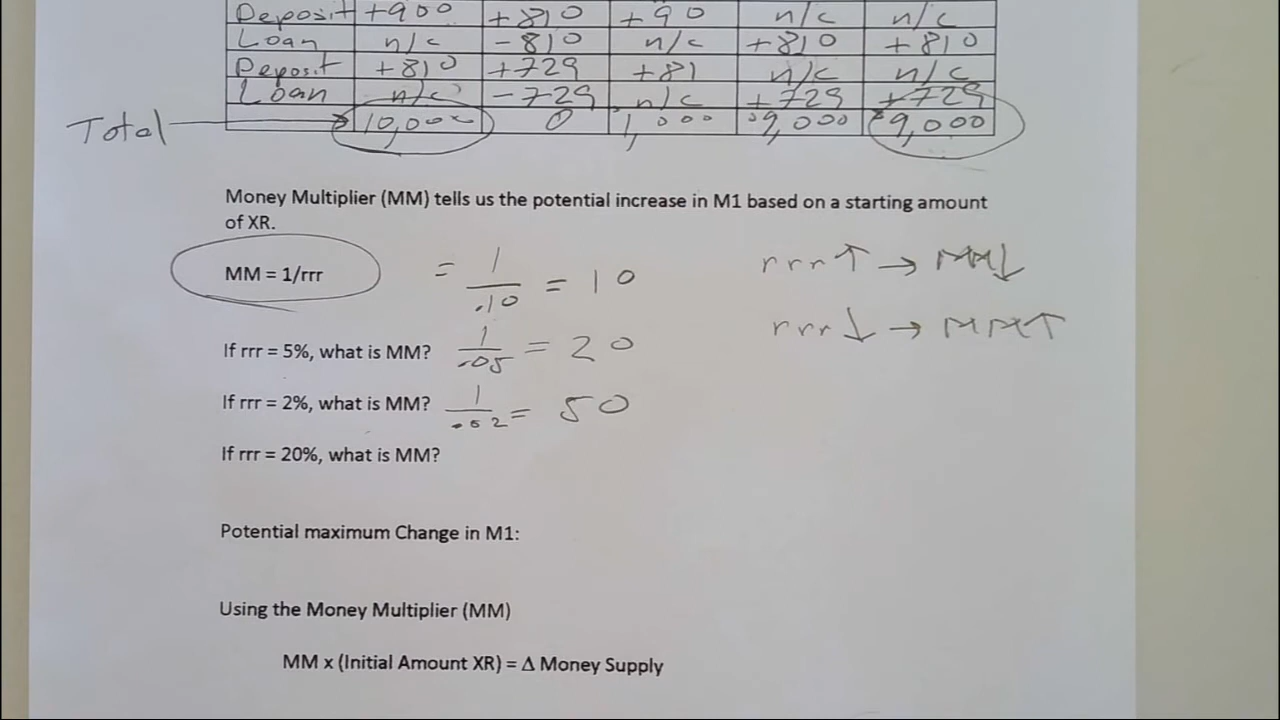 Deposit +900 +810 +90 n/c n/c
Loan n/c -810 n/c +810 +810
Deposit +810 +729 +81 n/c n/c
Loan n/c -729 n/c +729 +729
Total 10,000 0 1,000 9,000 9,000
Money Multiplier (MM) tells us the potential increase in M1 based on a starting amount
of XR.
MM = 1/rrr = 1/.10 = 10 rrr↑ → MM↓
rrr↓ → MM↑
If rrr = 5%, what is MM? 1/.05 = 20
If rrr = 2%, what is MM? 1/.02 = 50
If rrr = 20%, what is MM?
Potential maximum Change in M1:
Using the Money Multiplier (MM)
MM x (Initial Amount XR) = Δ Money Supply